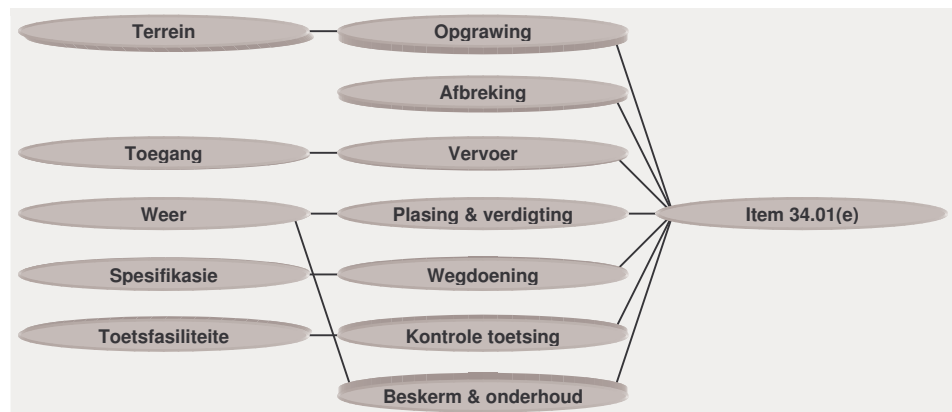 Terrein
Opgrawing
Afbreking
Toegang
Vervoer
Weer
Plasing & verdigting
Item 34.01(e)
Spesifikasie
Wegdoening
Toetsfasiliteite
Kontrole toetsing
Beskerm & onderhoud